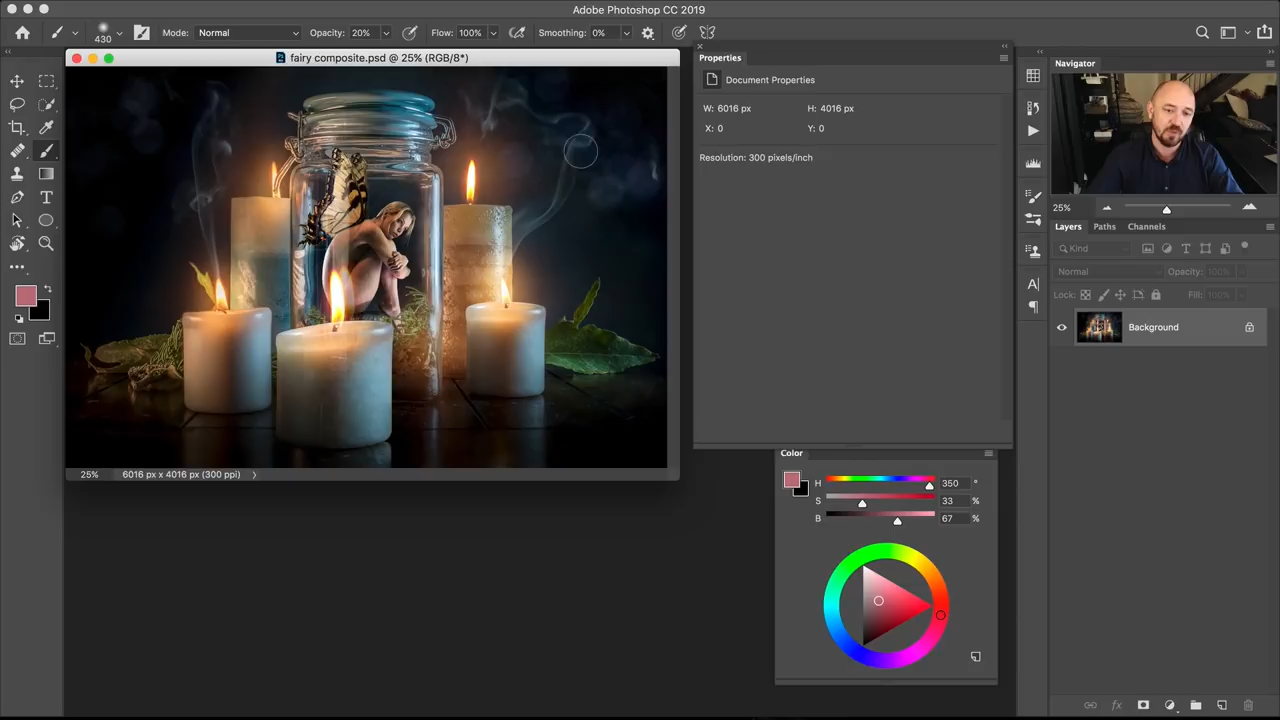 Adobe Photoshop CC 2019
430
Mode: Normal
Opacity: 20%
Flow: 100%
Smoothing: 0%
fairy composite.psd @ 25% (RGB/8*)
25%
6016 px x 4016 px (300 ppi)
Properties
Document Properties
W: 6016 px
H: 4016 px
X: 0
Y: 0
Resolution: 300 pixels/inch
Color
H 350 °
S 33 %
B 67 %
Navigator
25%
Layers Paths Channels
Kind
Normal
Opacity: 100%
Lock:
Fill: 100%
Background